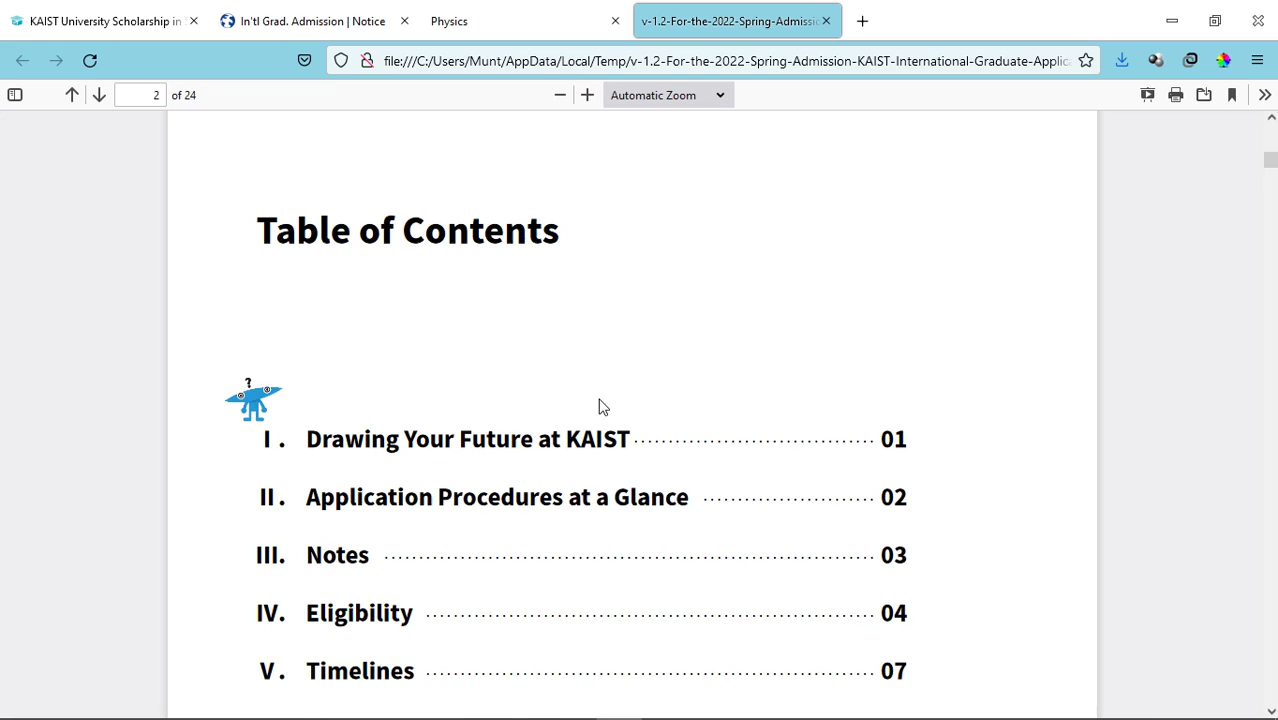 KAIST University Scholarship in
In'tl Grad. Admission | Notice
Physics
v-1.2-For-the-2022-Spring-Admissio
file:///C:/Users/Munt/AppData/Local/Temp/v-1.2-For-the-2022-Spring-Admission-KAIST-International-Graduate-Applic
2 of 24
Automatic Zoom
Table of Contents
?
I. Drawing Your Future at KAIST 01
II. Application Procedures at a Glance 02
III. Notes 03
IV. Eligibility 04
V. Timelines 07